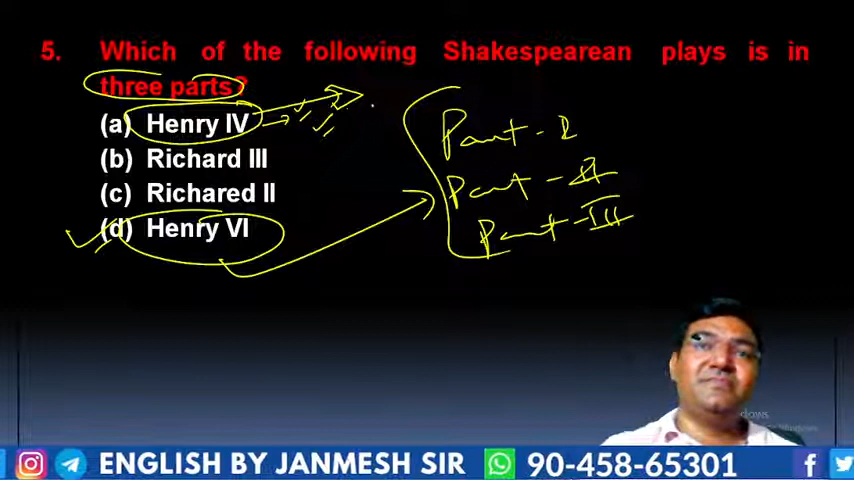 5. Which of the following Shakespearean plays is in
three parts?
(a) Henry IV
(b) Richard III
(c) Richared II
(d) Henry VI
Part - I
Part - II
Part - III
ENGLISH BY JANMESH SIR 90-458-65301